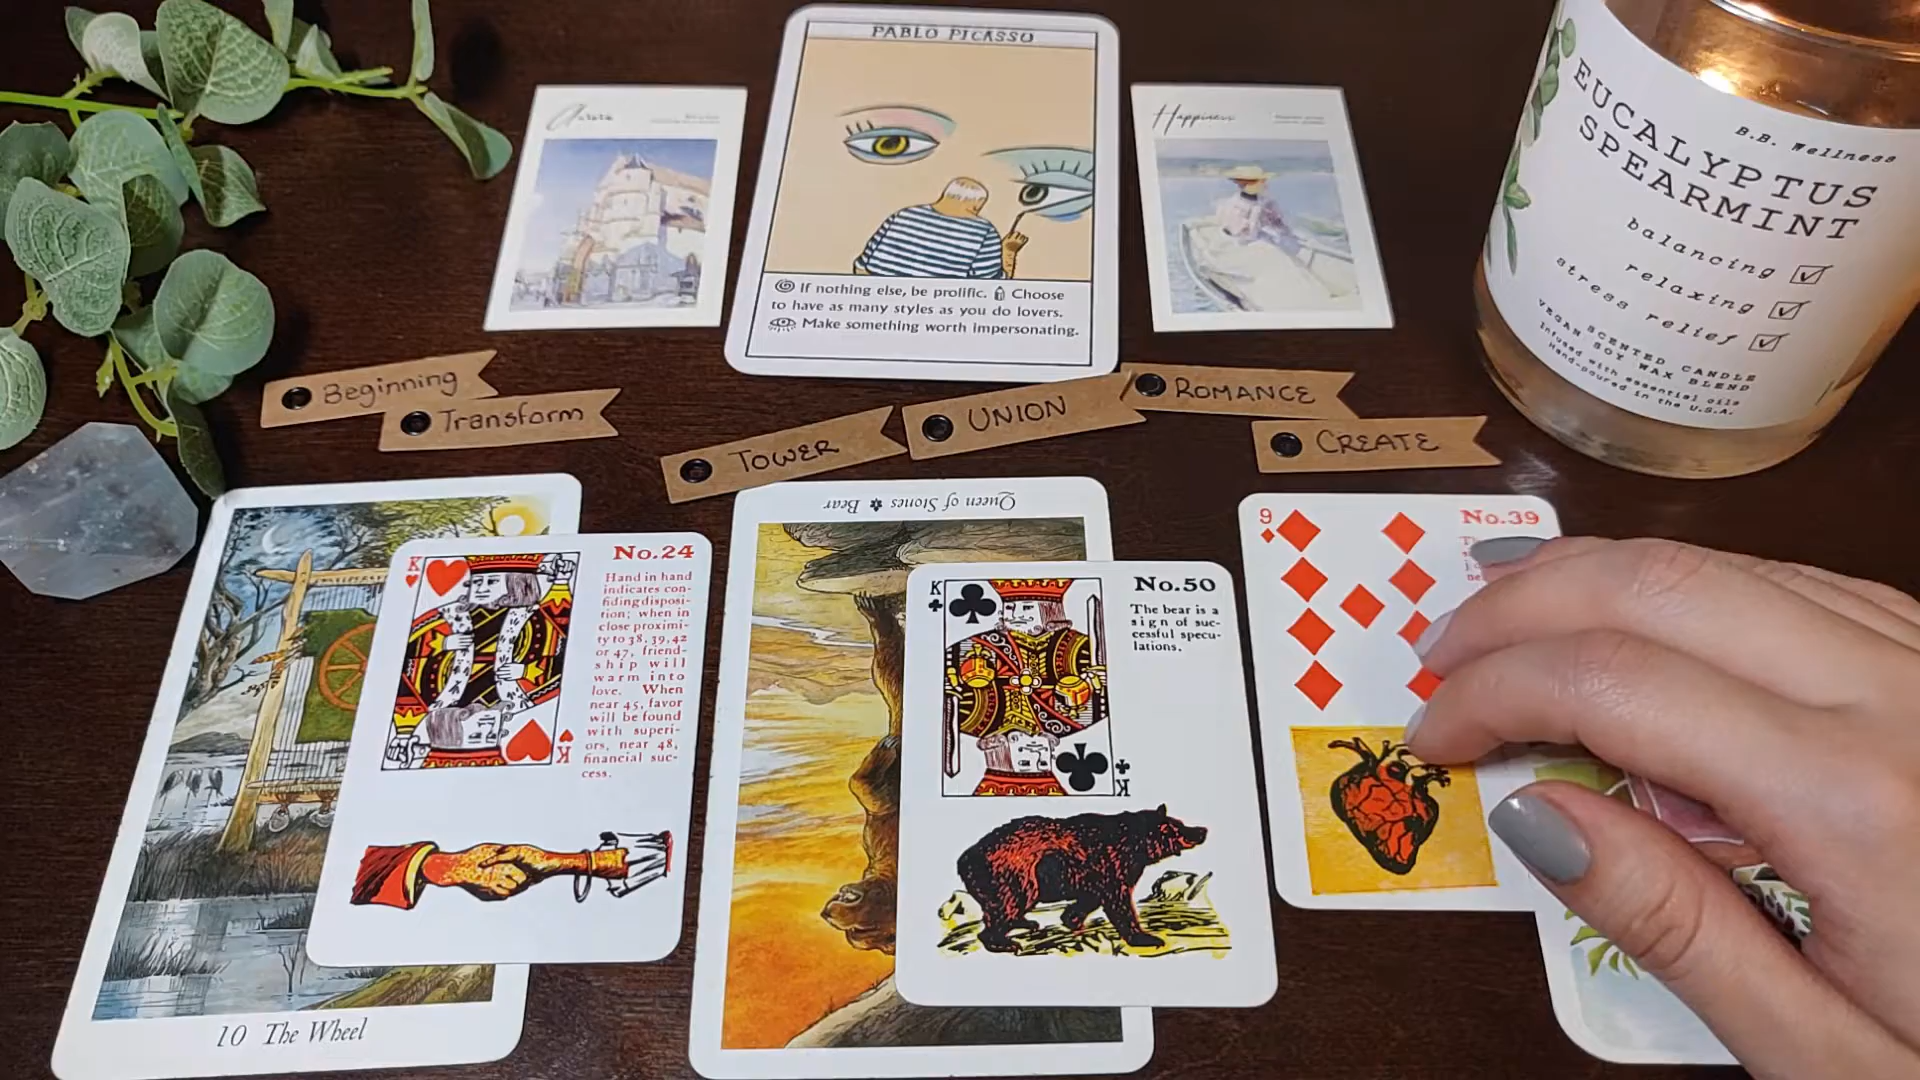 PABLO PICASSO
If nothing else, be prolific. Choose
to have as many styles as you do lovers.
Make something worth impersonating.
Happiness
B.B. Wellness
EUCALYPTUS
SPEARMINT
balancing
relaxing
stress relief
VEGAN SCENTED CANDLE
SOY WAX BLEND
Infused with essential oils
Hand-poured in the U.S.A.
Beginning
Transform
TOWER
UNION
ROMANCE
CREATE
10 The Wheel
K
No.24
Hand in hand
indicates con-
fiding disposi-
tion; when in
close proximi-
ty to 38, 39, 42
or 47, friend-
ship will
warm into
love. When
near 45, favor
will be found
with superi-
ors, near 48,
financial suc-
cess.
K
Queen of Stones Bear
K
No.50
The bear is a
sign of suc-
cessful specu-
lations.
K
9
No.39